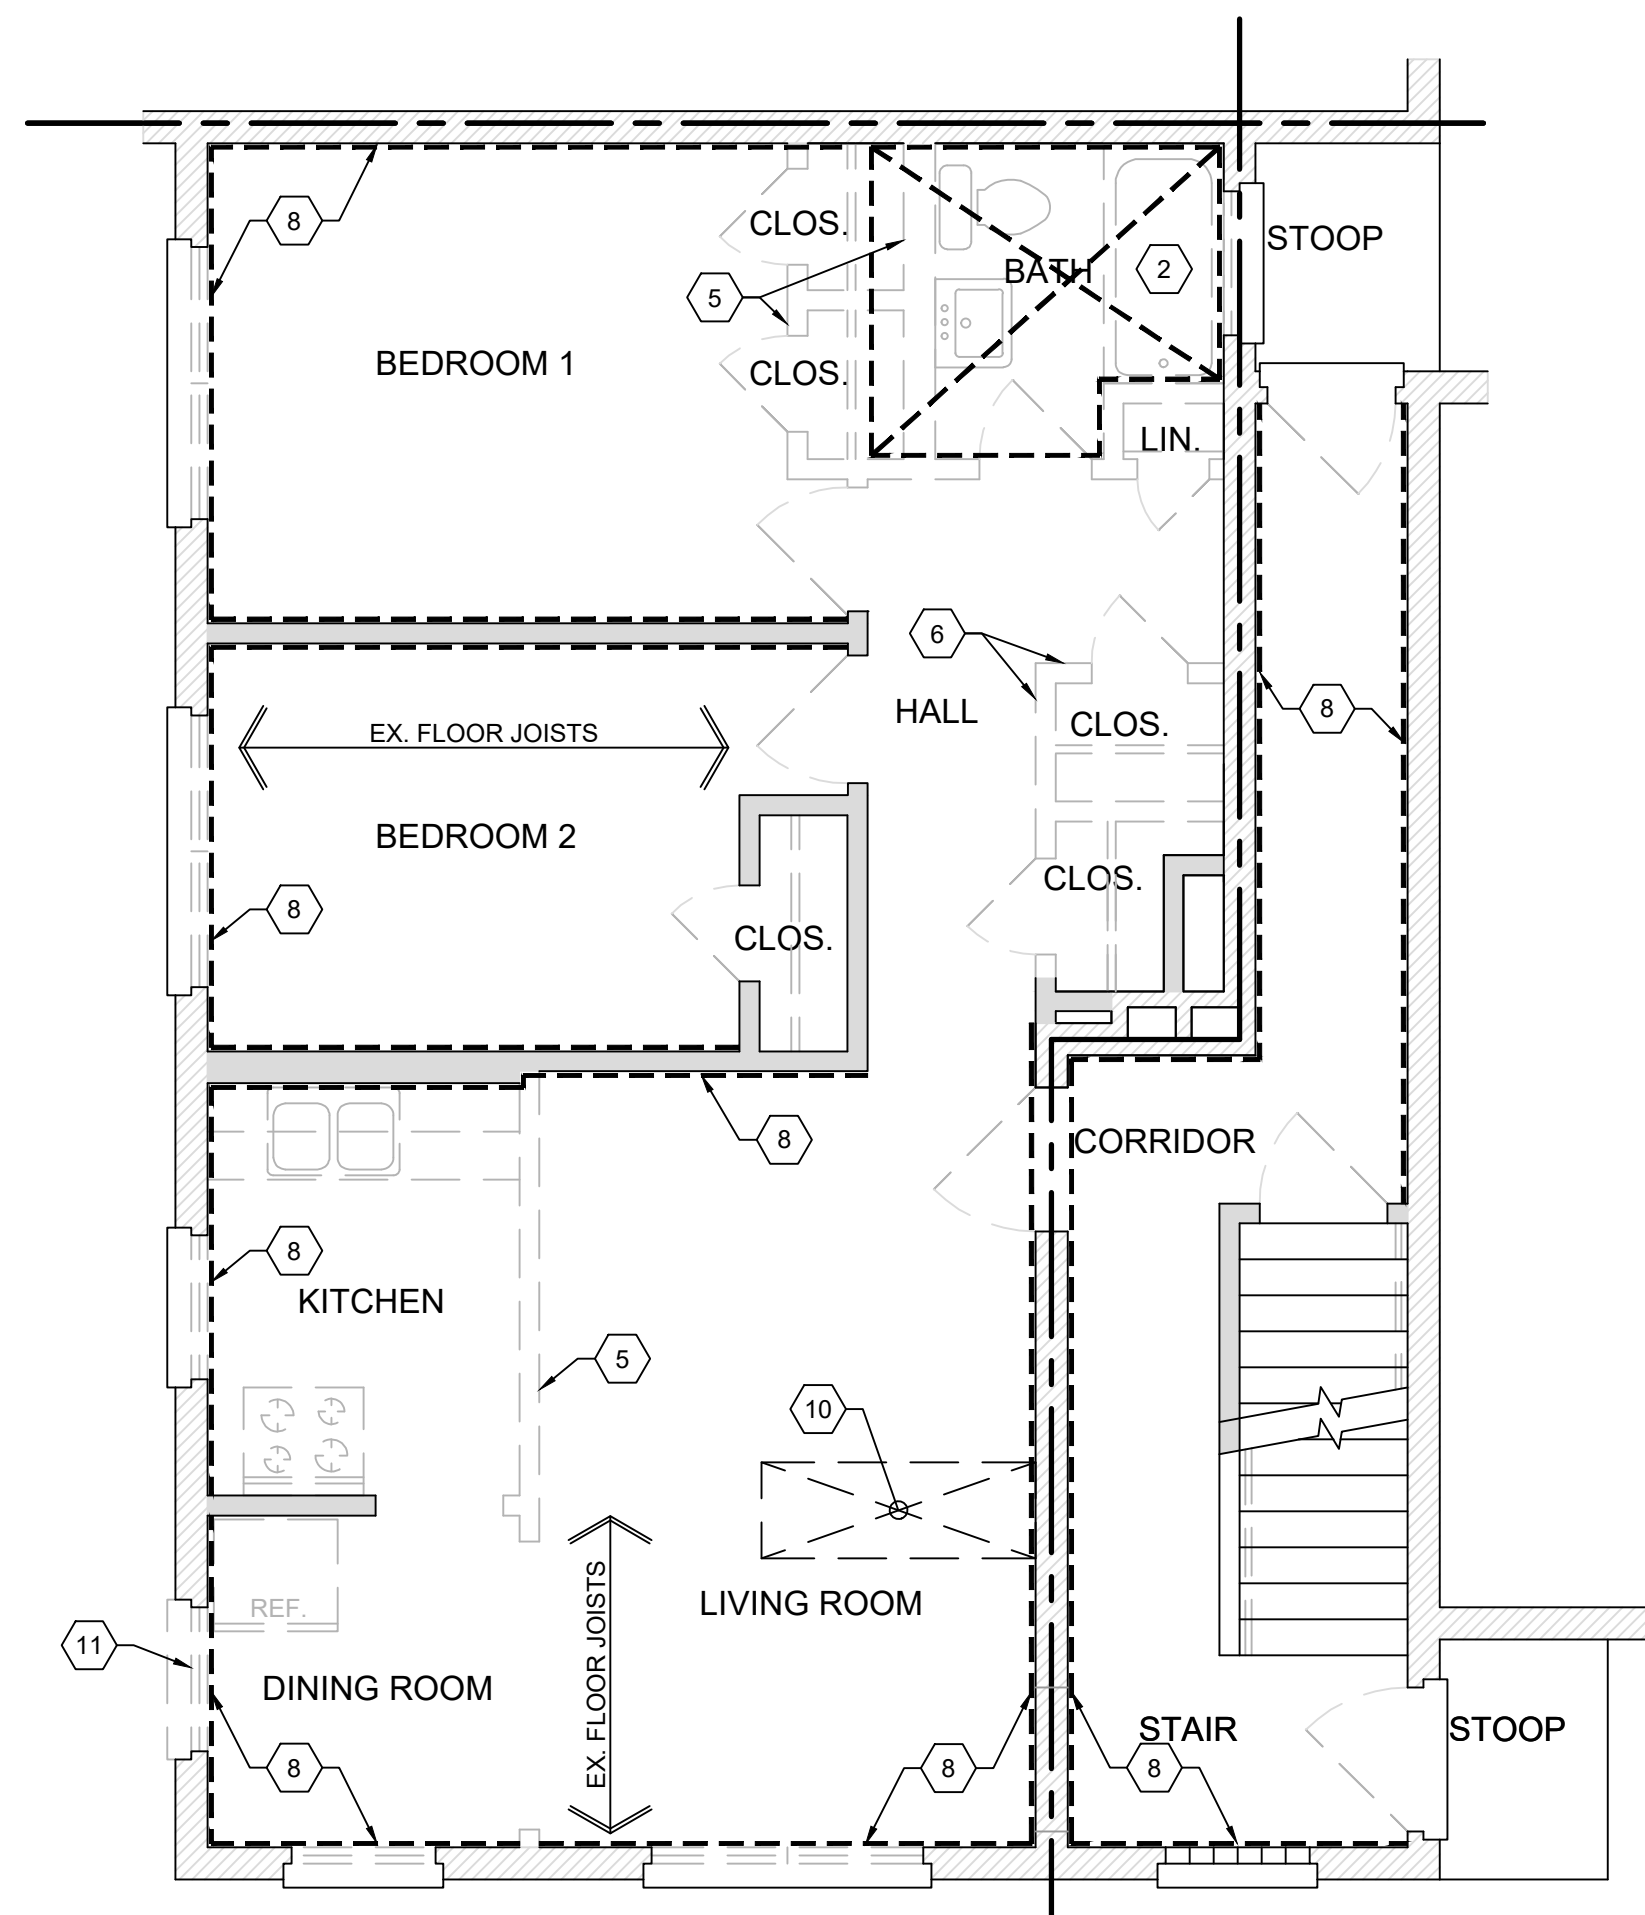 8
CLOS.
STOOP
BATH
2
5
BEDROOM 1
CLOS.
LIN.
6
HALL
8
CLOS.
EX. FLOOR JOISTS
BEDROOM 2
CLOS.
8
CLOS.
8
CORRIDOR
8
KITCHEN
5
10
EX. FLOOR JOISTS
LIVING ROOM
REF.
11
DINING ROOM
STAIR
STOOP
8
8
8